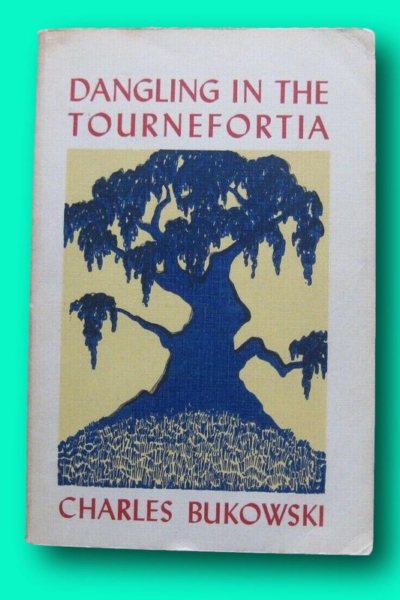 DANGLING IN THE
TOURNEFORTIA
CHARLES BUKOWSKI